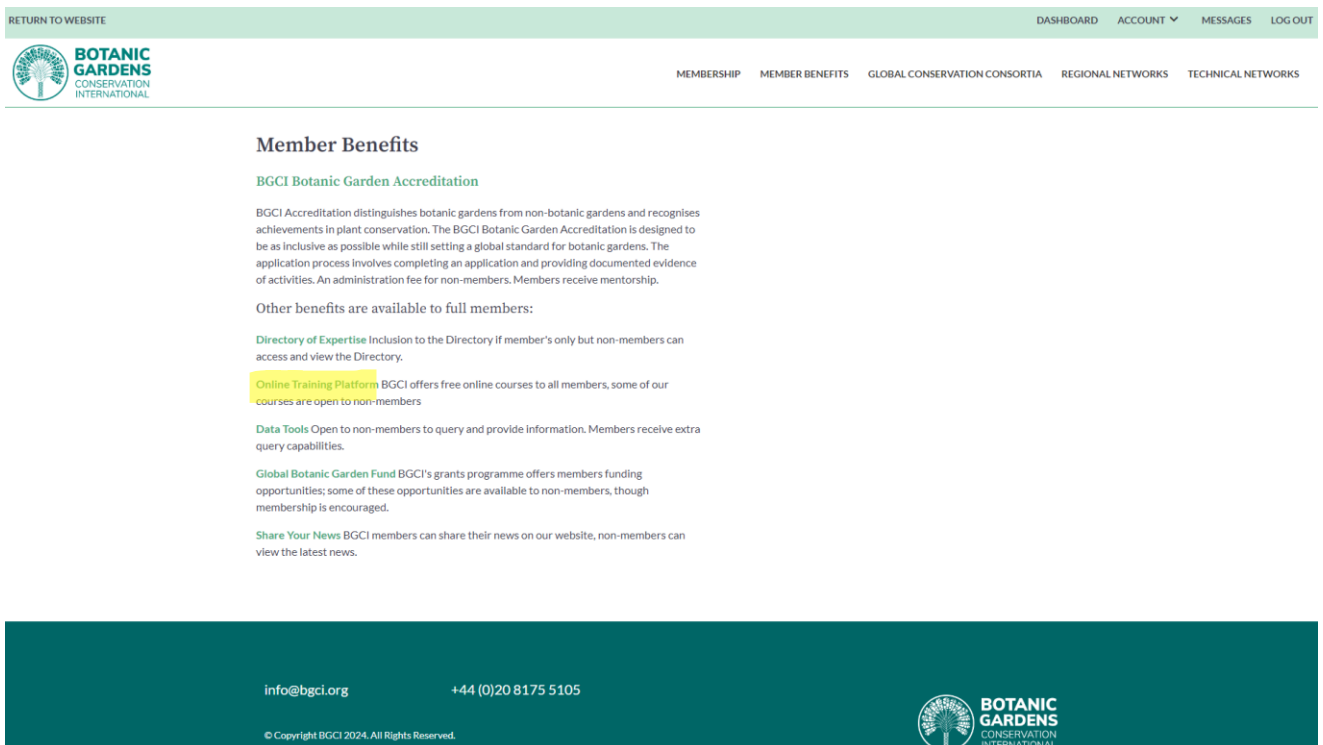 RETURN TO WEBSITE
DASHBOARD ACCOUNT MESSAGES LOG OUT
BOTANIC
GARDENS
CONSERVATION
INTERNATIONAL
MEMBERSHIP MEMBER BENEFITS GLOBAL CONSERVATION CONSORTIA REGIONAL NETWORKS TECHNICAL NETWORKS
Member Benefits
BGCI Botanic Garden Accreditation
BGCI Accreditation distinguishes botanic gardens from non-botanic gardens and recognises
achievements in plant conservation. The BGCI Botanic Garden Accreditation is designed to
be as inclusive as possible while still setting a global standard for botanic gardens. The
application process involves completing an application and providing documented evidence
of activities. An administration fee for non-members. Members receive mentorship.
Other benefits are available to full members:
Directory of Expertise Inclusion to the Directory if member's only but non-members can
access and view the Directory.
Online Training Platform BGCI offers free online courses to all members, some of our
courses are open to non-members
Data Tools Open to non-members to query and provide information. Members receive extra
query capabilities.
Global Botanic Garden Fund BGCI's grants programme offers members funding
opportunities; some of these opportunities are available to non-members, though
membership is encouraged.
Share Your News BGCI members can share their news on our website, non-members can
view the latest news.
info@bgci.org +44 (0)20 8175 5105
© Copyright BGCI 2024. All Rights Reserved.
BOTANIC
GARDENS
CONSERVATION
INTERNATIONAL